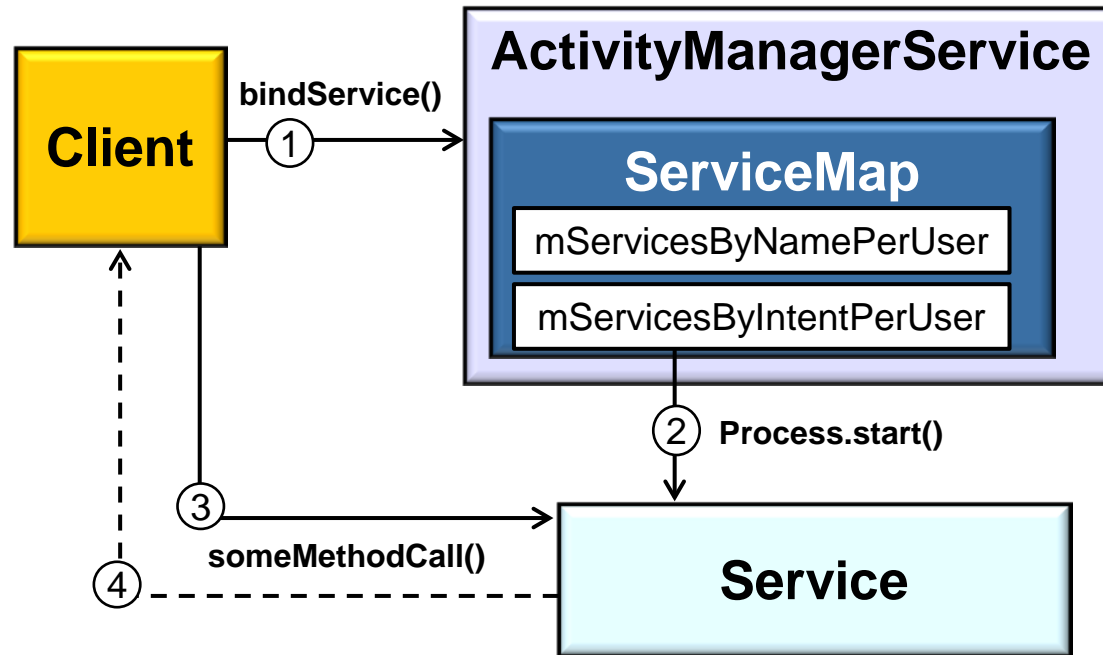 ActivityManagerService
bindService()
1
Client
ServiceMap
mServicesByNamePerUser
mServicesByIntentPerUser
2
Process.start()
3
someMethodCall()
4
Service